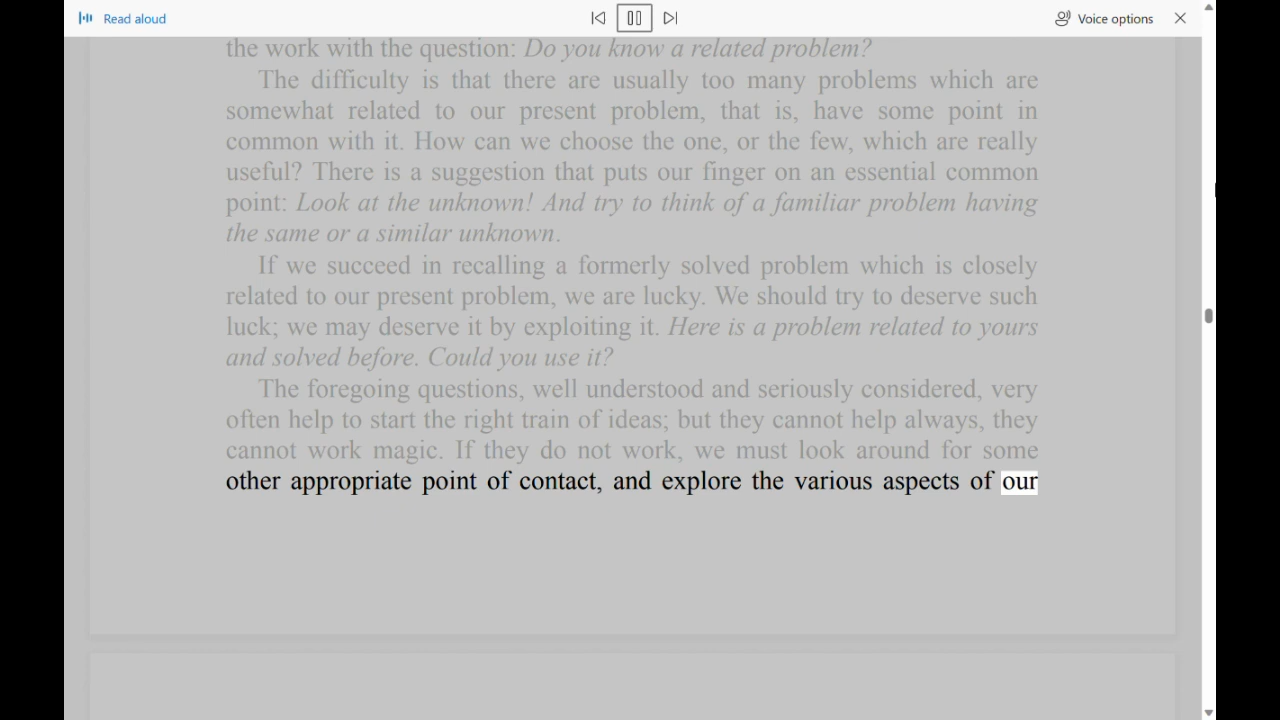 Read aloud
Voice options
the work with the question: Do you know a related problem?
The difficulty is that there are usually too many problems which are
somewhat related to our present problem, that is, have some point in
common with it. How can we choose the one, or the few, which are really
useful? There is a suggestion that puts our finger on an essential common
point: Look at the unknown! And try to think of a familiar problem having
the same or a similar unknown.
If we succeed in recalling a formerly solved problem which is closely
related to our present problem, we are lucky. We should try to deserve such
luck; we may deserve it by exploiting it. Here is a problem related to yours
and solved before. Could you use it?
The foregoing questions, well understood and seriously considered, very
often help to start the right train of ideas; but they cannot help always, they
cannot work magic. If they do not work, we must look around for some
other appropriate point of contact, and explore the various aspects of our